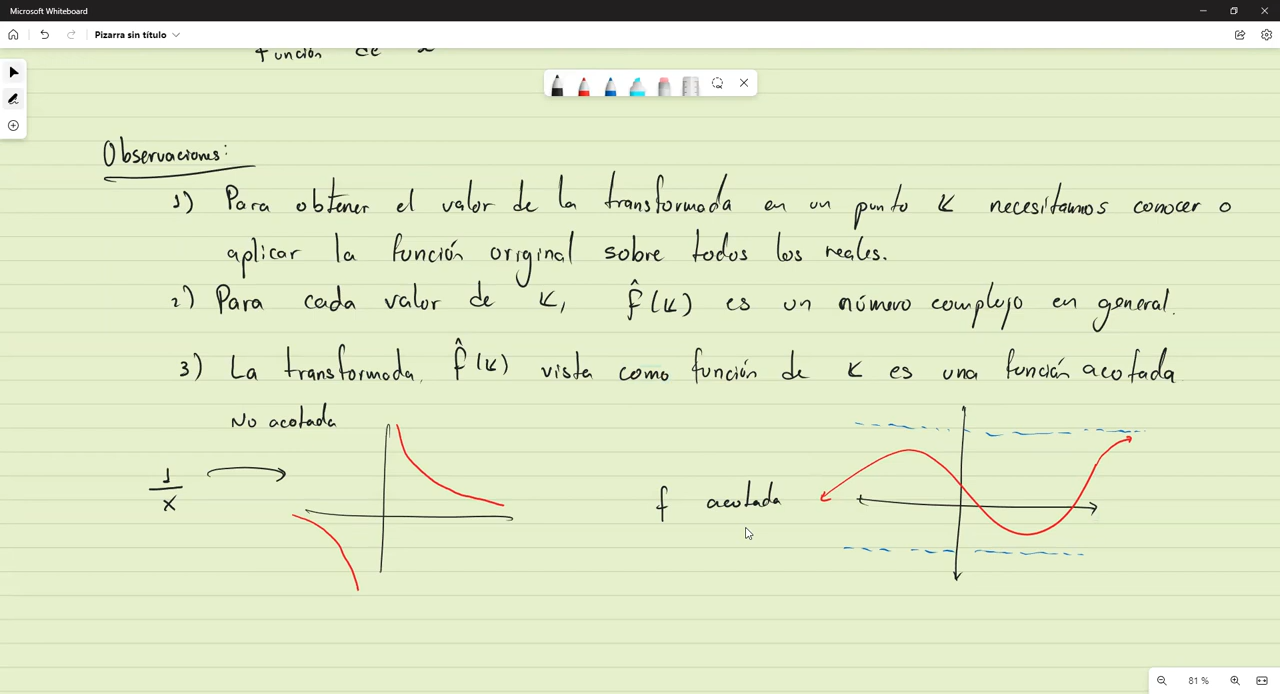 Microsoft Whiteboard
Pizarra sin título
función de
Observaciones:
1) Para obtener el valor de la transformada en un punto K necesitamos conocer o
aplicar la función original sobre todos los reales.
2) Para cada valor de K, f̂(K) es un número complejo en general.
3) La transformada, f̂(K) vista como función de K es una función acotada
No acotada
1/x
f acotada
81 %